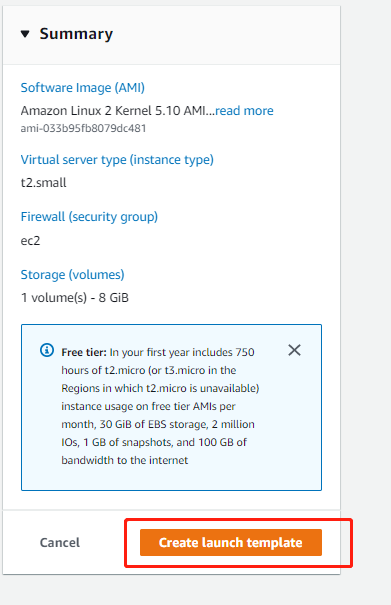 Summary
Software Image (AMI)
Amazon Linux 2 Kernel 5.10 AMI...read more
ami-033b95fb8079dc481
Virtual server type (instance type)
t2.small
Firewall (security group)
ec2
Storage (volumes)
1 volume(s) - 8 GiB
Free tier: In your first year includes 750
hours of t2.micro (or t3.micro in the
Regions in which t2.micro is unavailable)
instance usage on free tier AMIs per
month, 30 GiB of EBS storage, 2 million
IOs, 1 GB of snapshots, and 100 GB of
bandwidth to the internet
Cancel
Create launch template